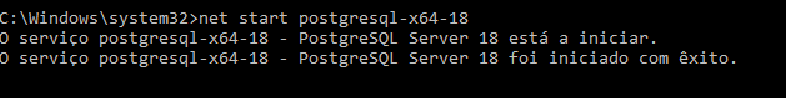 C:\Windows\system32>net start postgresql-x64-18
O serviço postgresql-x64-18 - PostgreSQL Server 18 está a iniciar.
O serviço postgresql-x64-18 - PostgreSQL Server 18 foi iniciado com êxito.